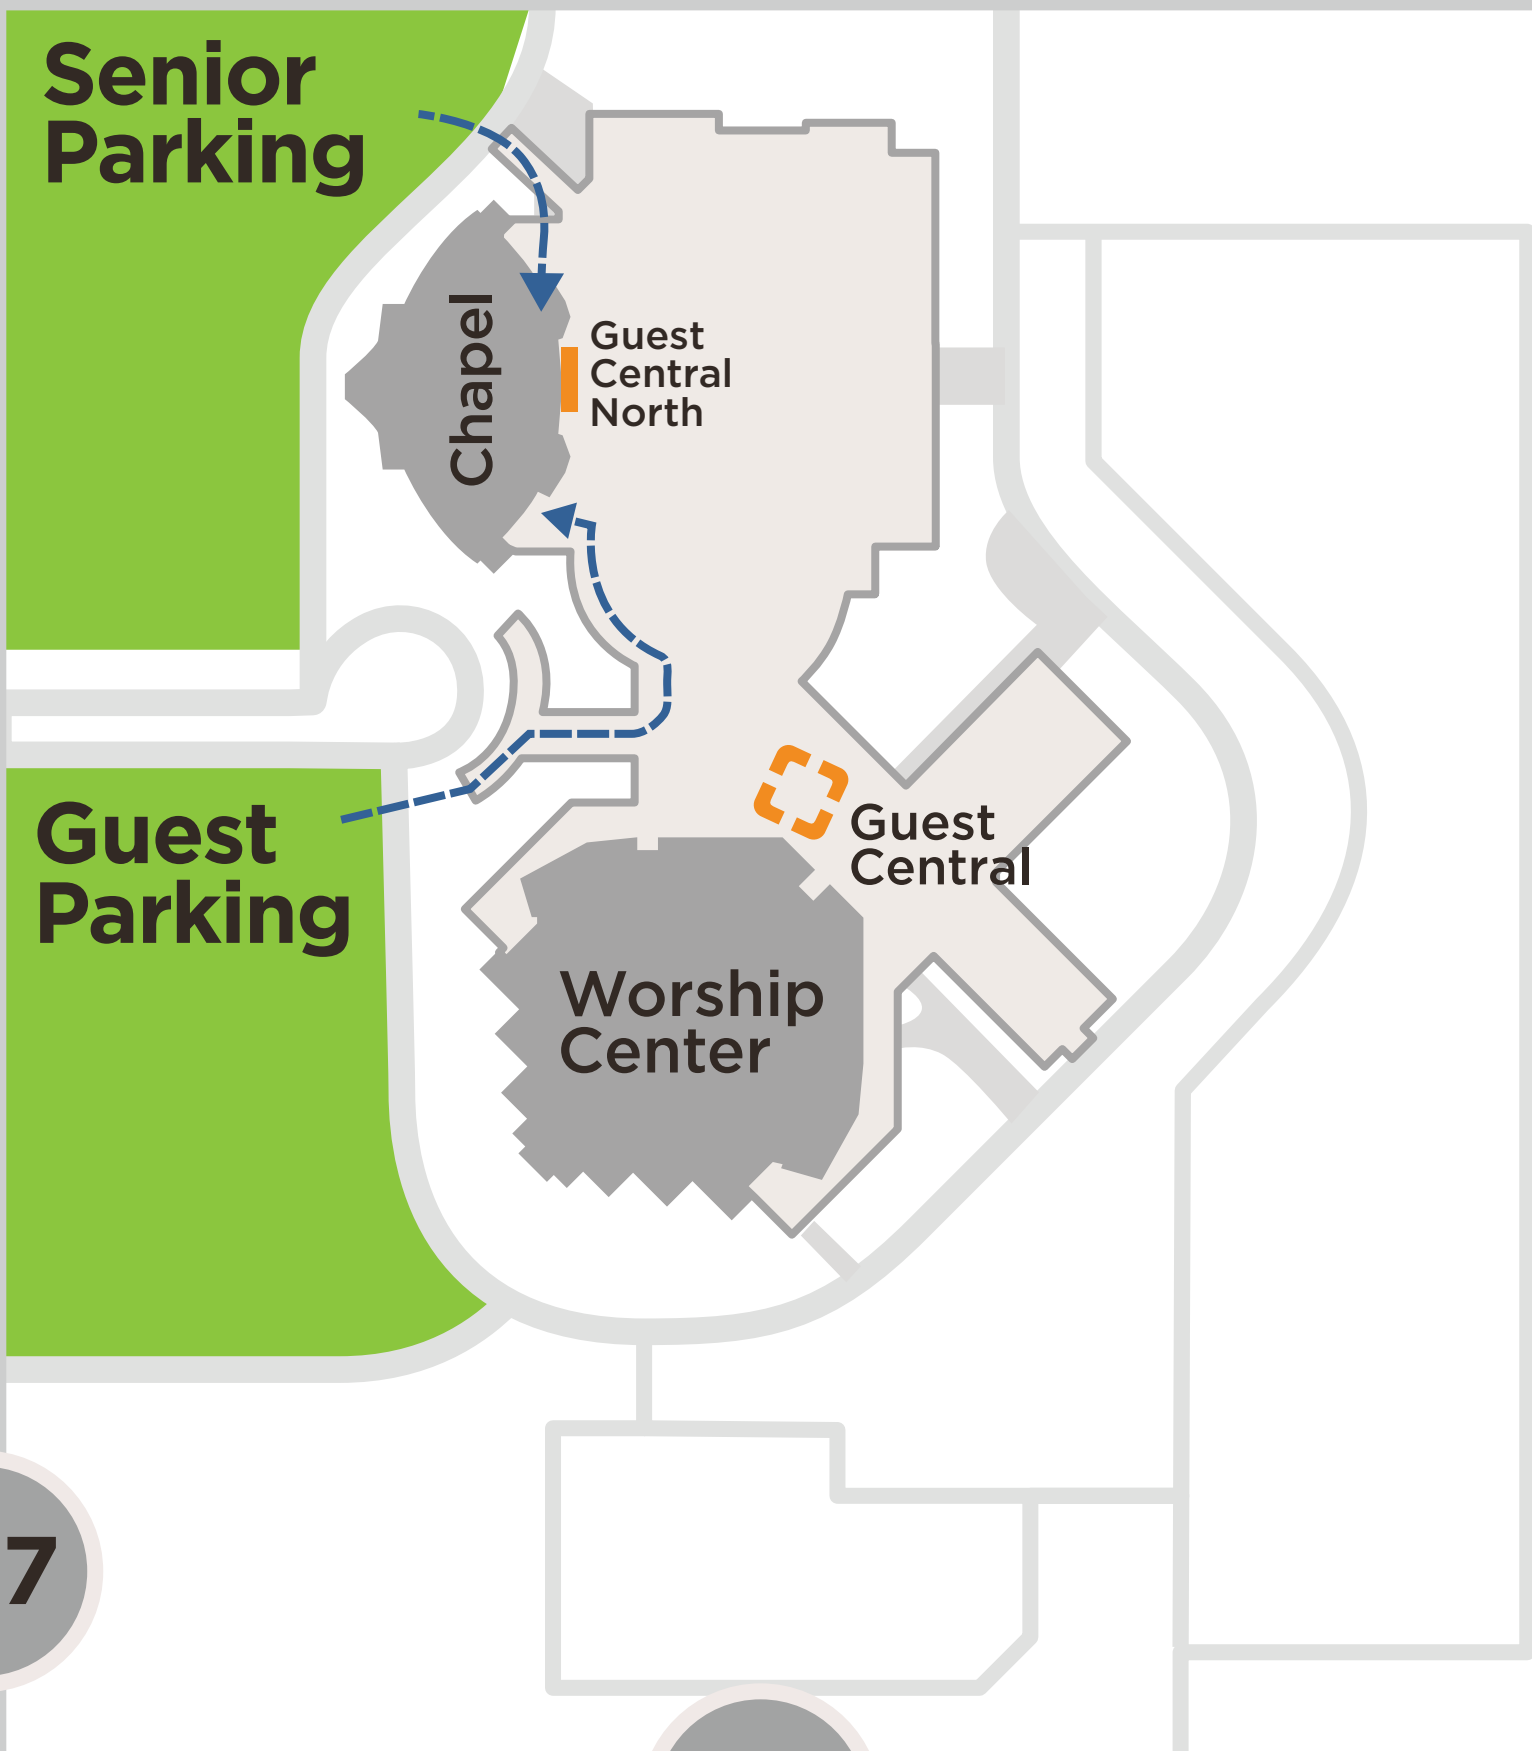 Senior
Parking
Chapel
Guest
Central
North
Guest
Parking
Guest
Central
Worship
Center
7